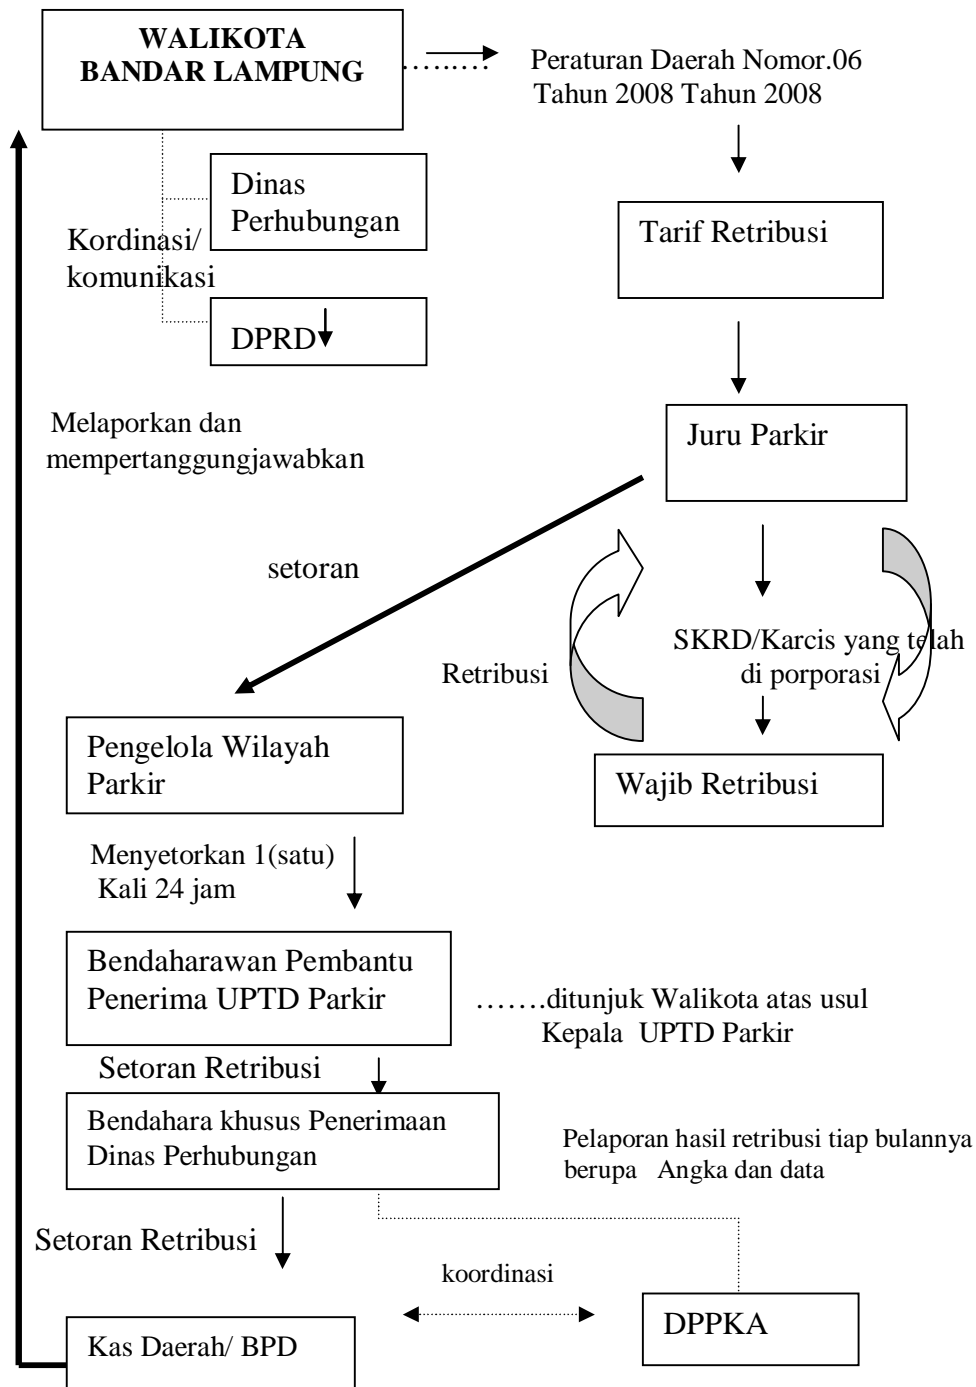 WALIKOTA
BANDAR LAMPUNG
…….…
Peraturan Daerah Nomor.06
Tahun 2008 Tahun 2008
Dinas
Perhubungan
Kordinasi/
komunikasi
DPRD
Tarif Retribusi
Melaporkan dan
mempertanggungjawabkan
Juru Parkir
setoran
SKRD/Karcis yang telah
di porporasi
Retribusi
Pengelola Wilayah
Parkir
Wajib Retribusi
Menyetorkan 1(satu)
Kali 24 jam
Bendaharawan Pembantu
Penerima UPTD Parkir
…….ditunjuk Walikota atas usul
Kepala UPTD Parkir
Setoran Retribusi
Bendahara khusus Penerimaan
Dinas Perhubungan
Pelaporan hasil retribusi tiap bulannya
berupa Angka dan data
Setoran Retribusi
koordinasi
DPPKA
Kas Daerah/ BPD